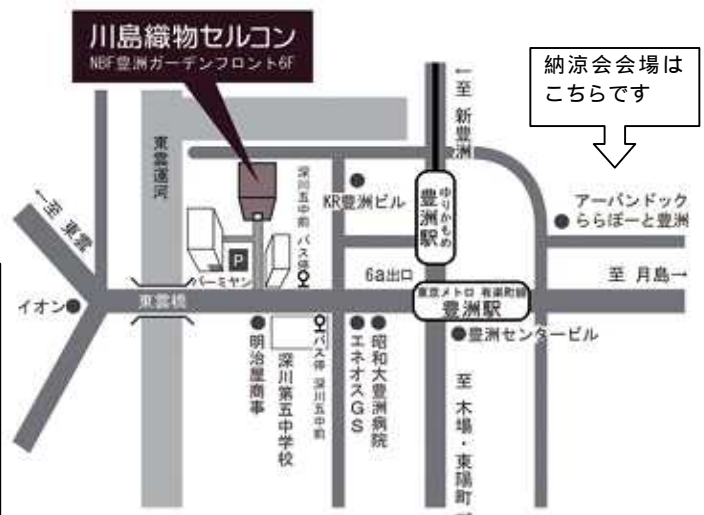 川島織物セルコン
NBF豊洲ガーデンフロント6F
納涼会会場は
こちらです
←至 新豊洲
東雲運河
深川五中前 バス停
KR豊洲ビル
ゆりかもめ
豊洲駅
アーバンドック
ららぽーと豊洲
←至 東雲
P
バーミヤン
6a出口
至 月島→
東京メトロ 有楽町線
豊洲駅
イオン
東雲橋
豊洲センタービル
明治屋商事
深川第五中学校
バス停 深川五中前
エネオスGS
昭和大豊洲病院
至 木場・東陽町